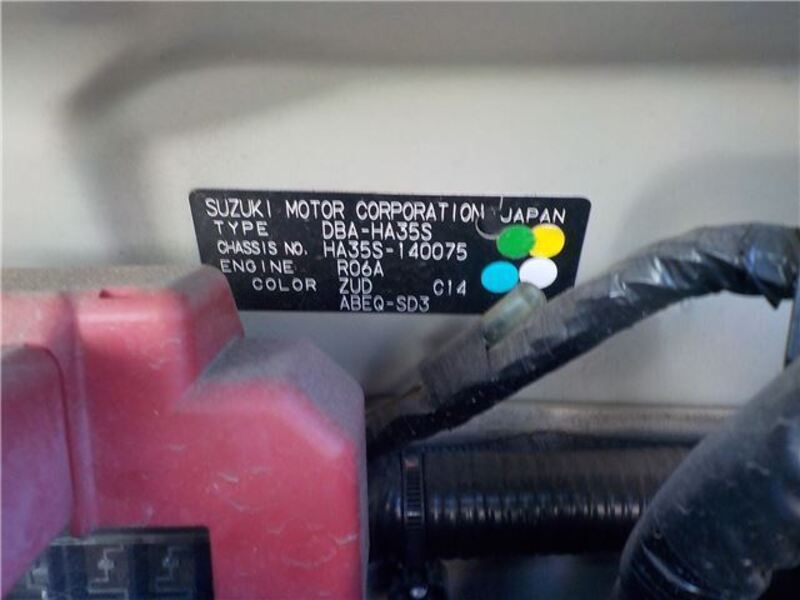 SUZUKI MOTOR CORPORATION JAPAN
TYPE DBA-HA35S
CHASSIS NO. HA35S-140075
ENGINE R06A
COLOR ZUD C14
ABEQ-SD3